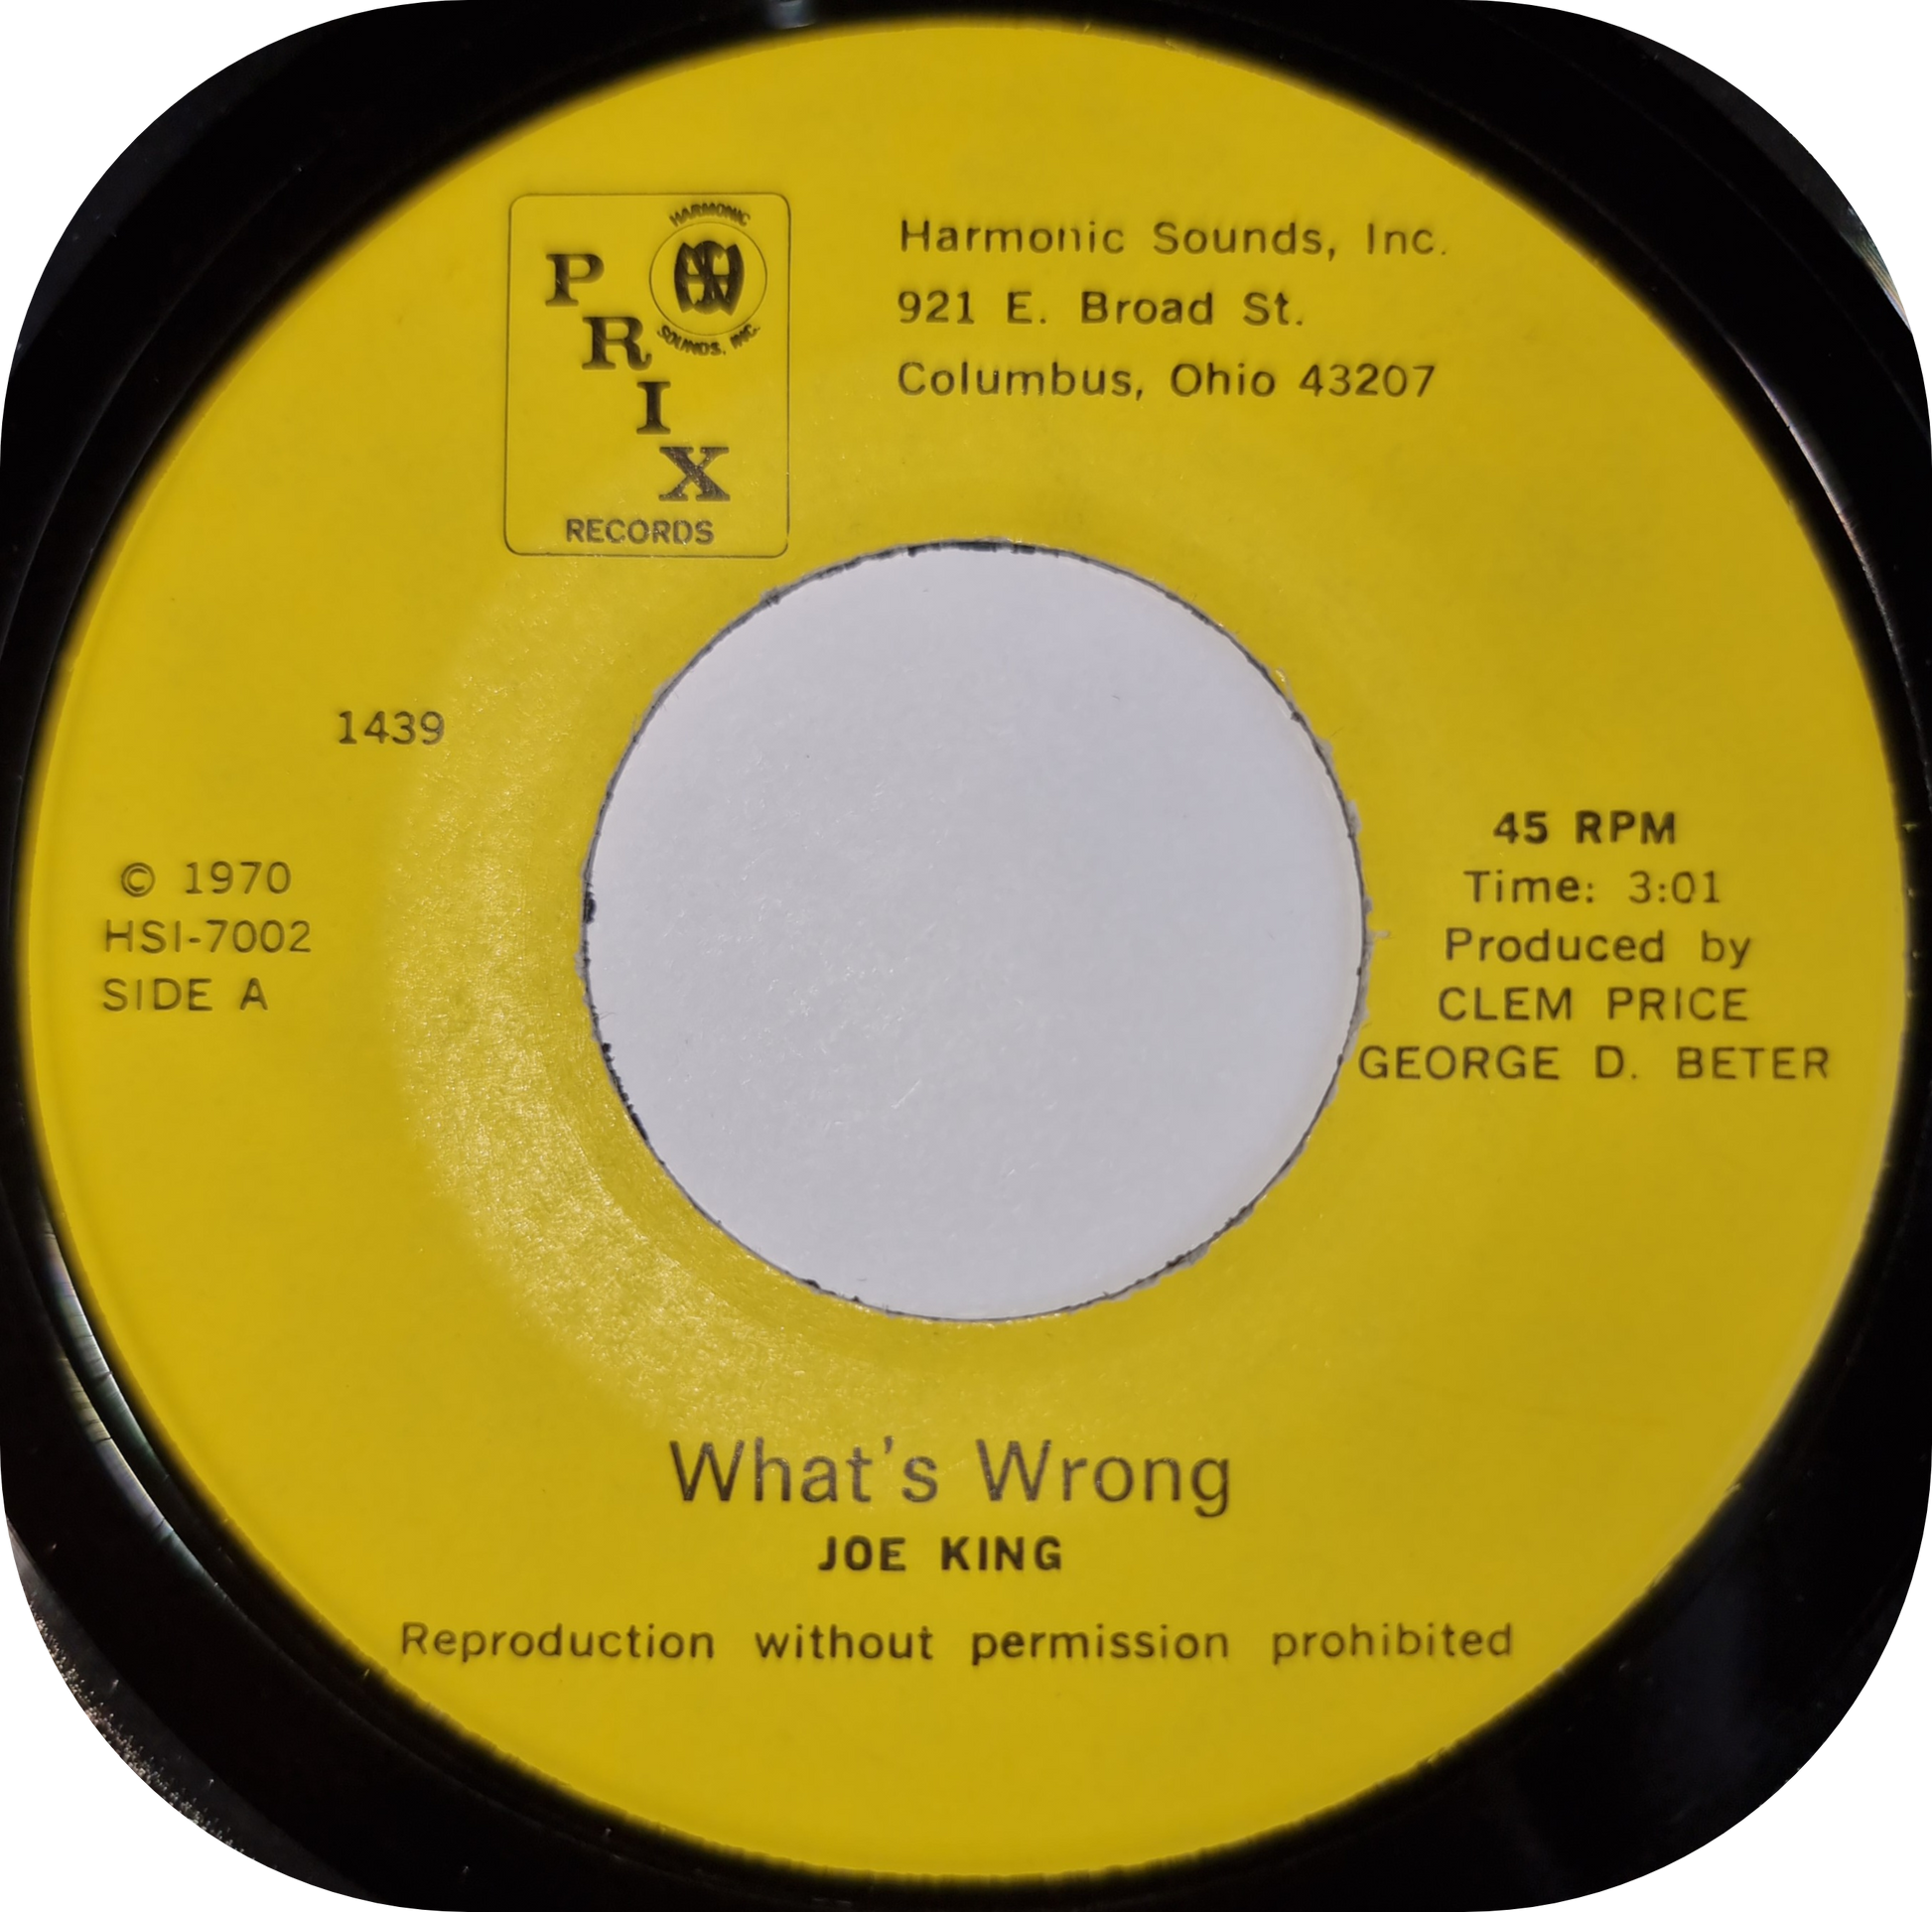 HARMONIC
SOUNDS, INC.
PRIX
RECORDS
Harmonic Sounds, Inc.
921 E. Broad St.
Columbus, Ohio 43207
1439
© 1970
HSI-7002
SIDE A
45 RPM
Time: 3:01
Produced by
CLEM PRICE
GEORGE D. BETER
What's Wrong
JOE KING
Reproduction without permission prohibited